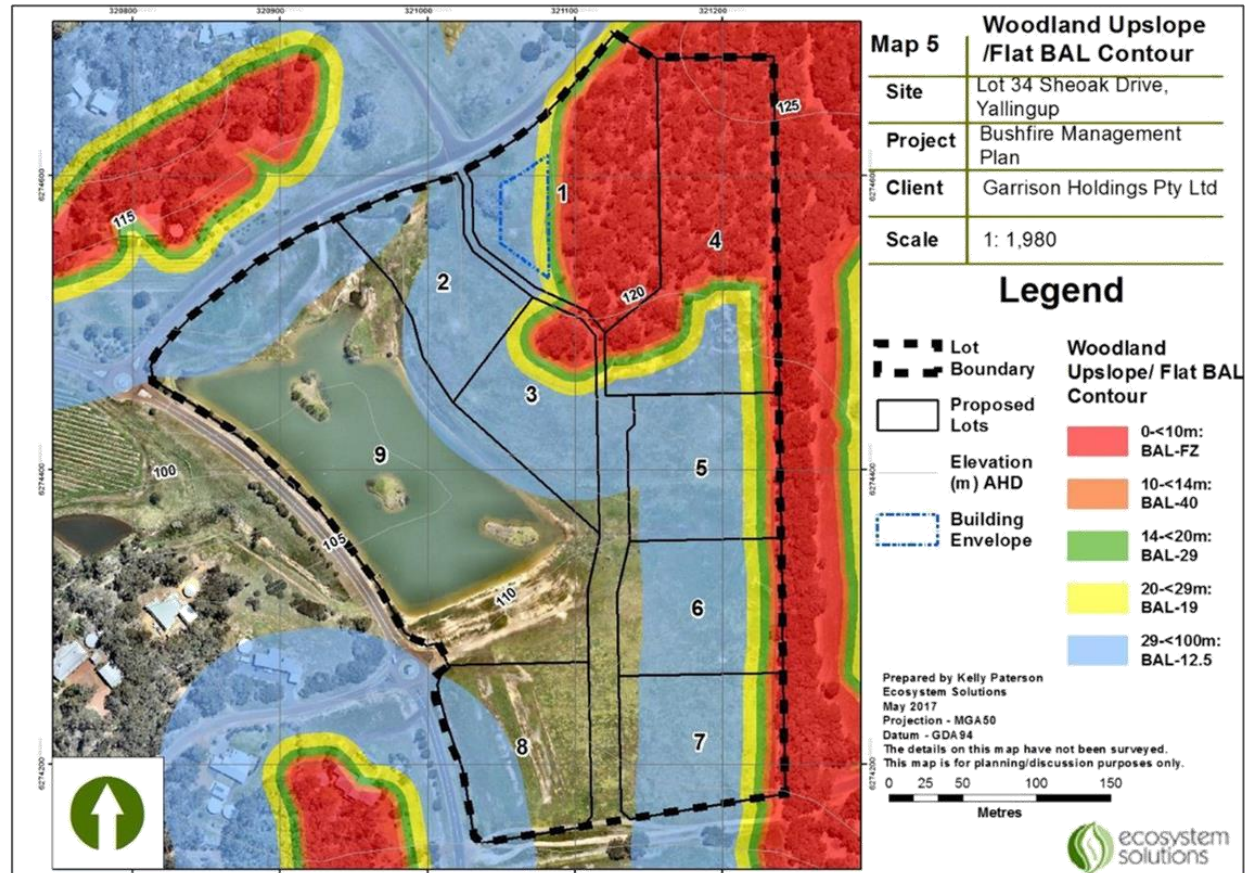 320800 320900 321000 321100 321200
6274600
6274400
6274200
6274600
6274400
6274200
115
125
120
100
105
110
1
2
3
4
5
6
7
8
9
Map 5
Woodland Upslope
/Flat BAL Contour
Site
Lot 34 Sheoak Drive,
Yallingup
Project
Bushfire Management
Plan
Client
Garrison Holdings Pty Ltd
Scale
1: 1,980
Legend
Lot
Boundary
Proposed
Lots
Elevation
(m) AHD
Building
Envelope
Woodland
Upslope/ Flat BAL
Contour
0-<10m:
BAL-FZ
10-<14m:
BAL-40
14-<20m:
BAL-29
20-<29m:
BAL-19
29-<100m:
BAL-12.5
Prepared by Kelly Paterson
Ecosystem Solutions
May 2017
Projection - MGA50
Datum - GDA94
The details on this map have not been surveyed.
This map is for planning/discussion purposes only.
0 50 100 150
Metres
ecosystem
solutions